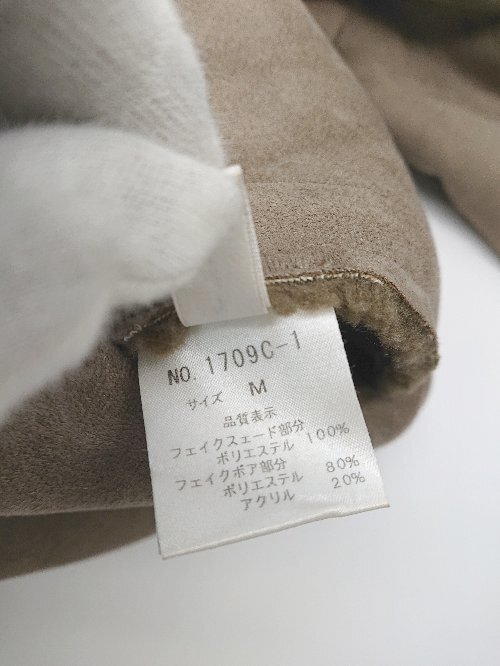 NO. 1709C-1
サイズ M
品質表示
フェイクスエード部分
ポリエステル 100%
フェイクボア部分
ポリエステル 80%
アクリル 20%